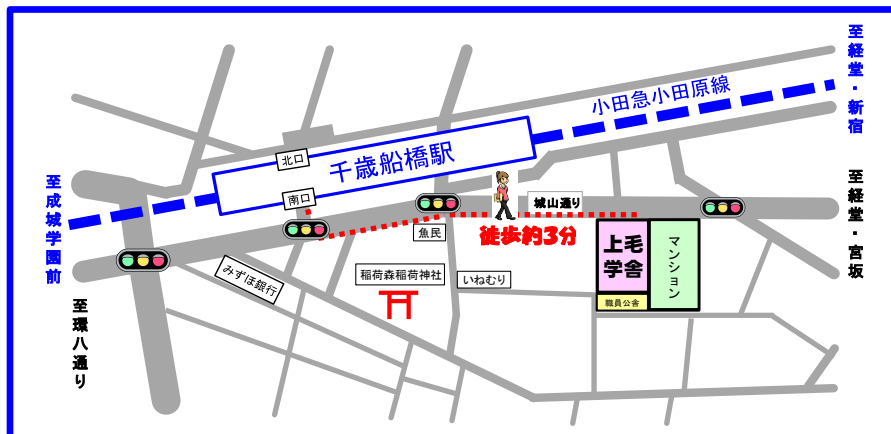 至経堂・新宿
小田急小田原線
千歳船橋駅
北口
南口
至成城学園前
至経堂・宮坂
城山通り
徒歩約3分
魚民
上毛
学舎
マンション
職員公舎
みずほ銀行
稲荷森稲荷神社
いねむり
至環八通り